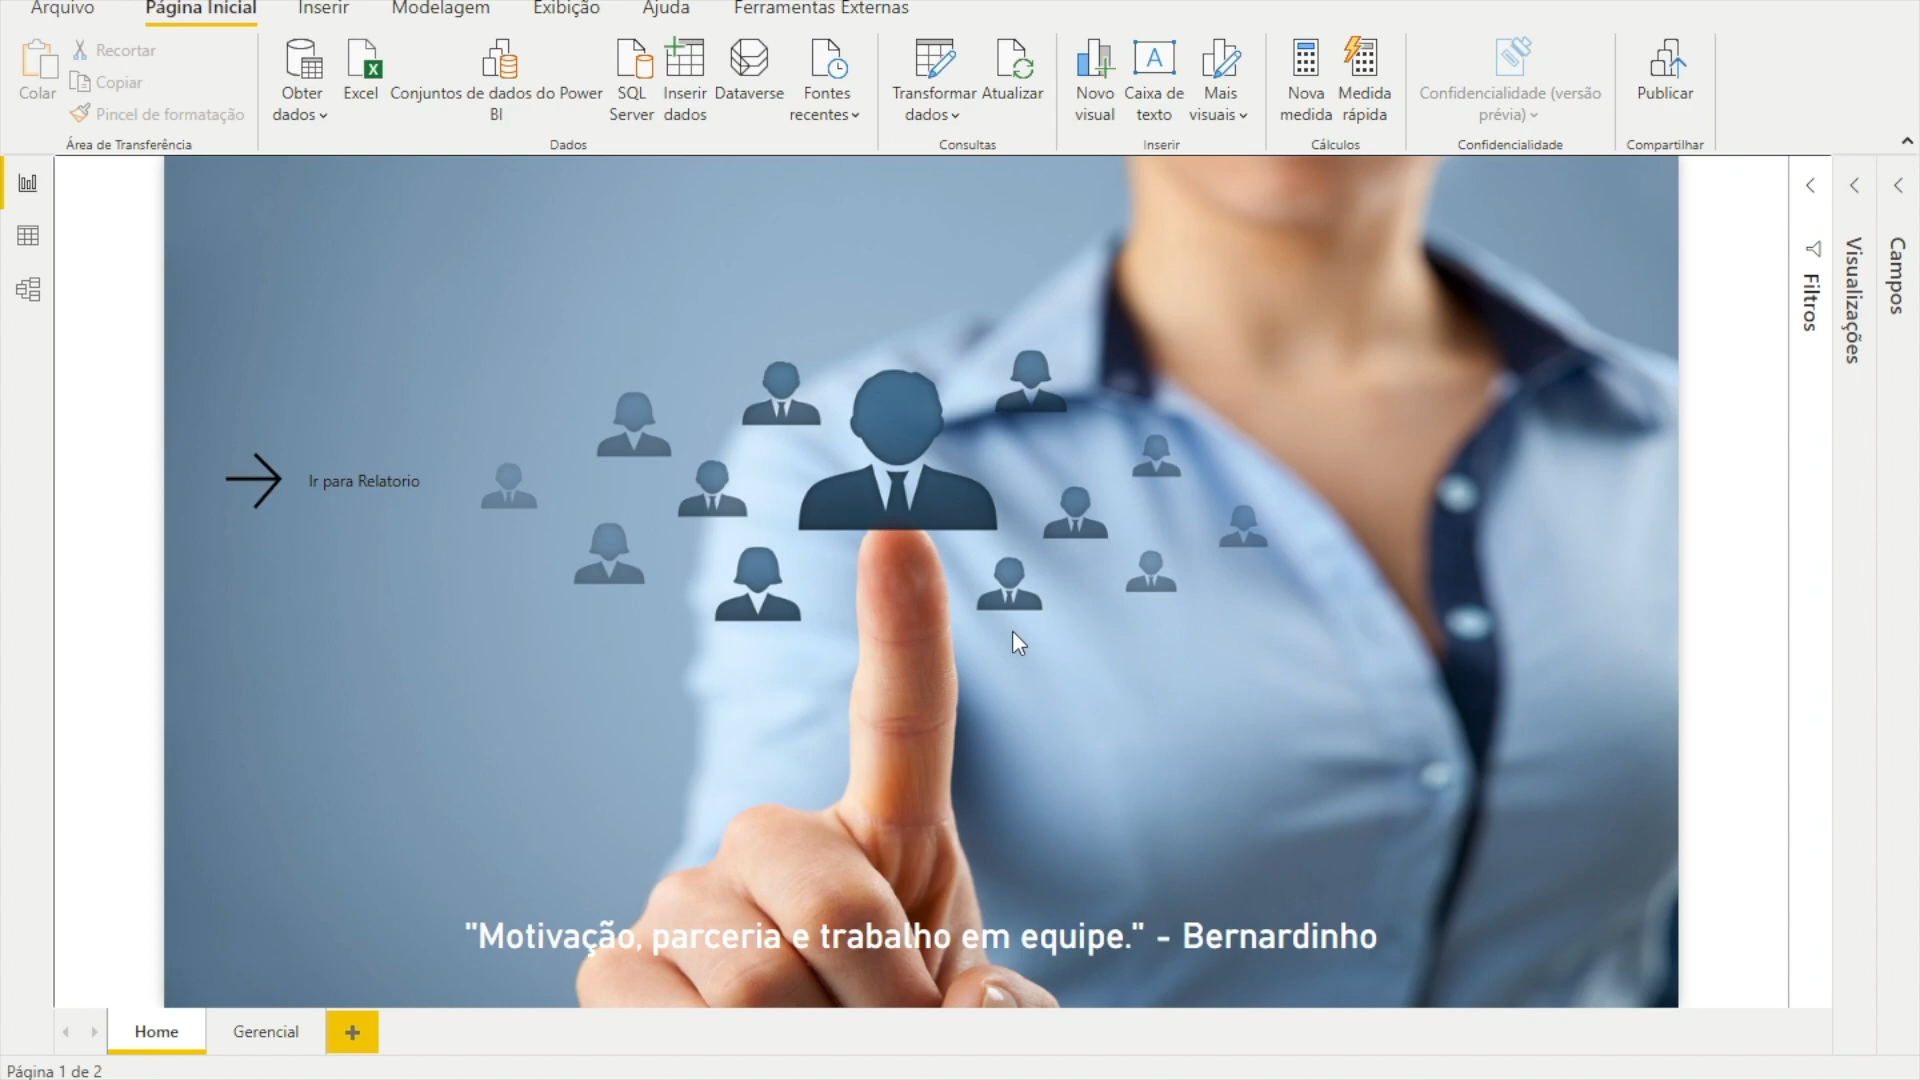 Arquivo Página Inicial Inserir Modelagem Exibição Ajuda Ferramentas Externas
Colar
Recortar
Copiar
Pincel de formatação
Área de Transferência
Obter dados
Excel
Conjuntos de dados do Power BI
SQL Server
Inserir dados
Dataverse
Fontes recentes
Dados
Transformar dados
Atualizar
Consultas
Novo visual
Caixa de texto
Mais visuais
Inserir
Nova medida
Medida rápida
Cálculos
Confidencialidade (versão prévia)
Confidencialidade
Publicar
Compartilhar
Filtros
Visualizações
Campos
Ir para Relatorio
"Motivação, parceria e trabalho em equipe." - Bernardinho
Home Gerencial
Página 1 de 2